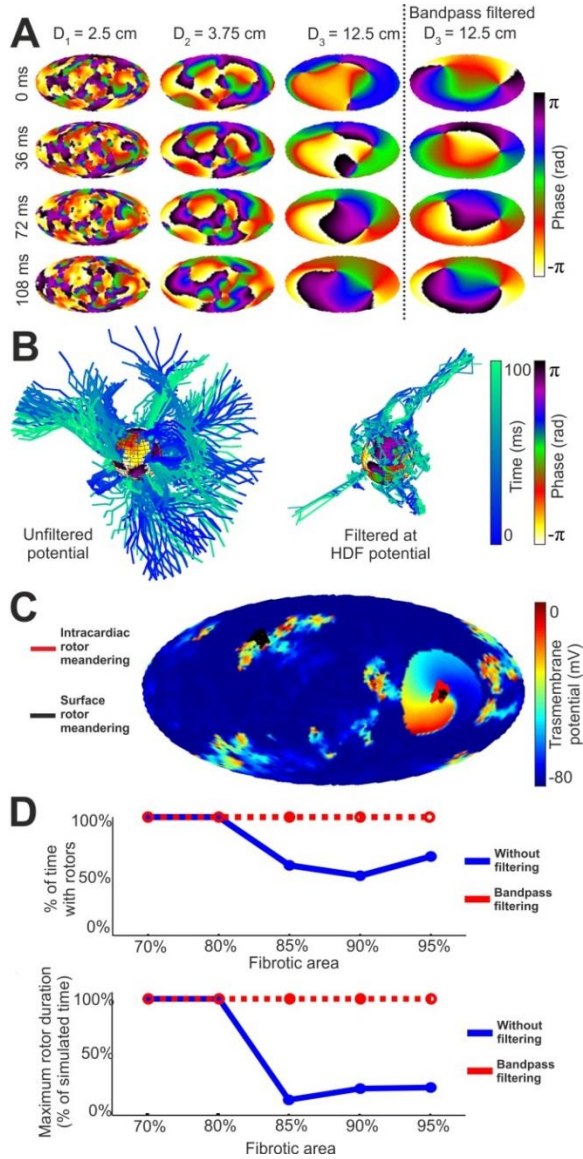 A
D₁ = 2.5 cm
D₂ = 3.75 cm
D₃ = 12.5 cm
Bandpass filtered
D₃ = 12.5 cm
0 ms
36 ms
72 ms
108 ms
π
Phase (rad)
-π
B
Unfiltered
potential
Filtered at
HDF potential
100
Time (ms)
0
π
Phase (rad)
-π
C
Intracardiac
rotor
meandering
Surface
rotor
meandering
0
Trasmembrane
potential (mV)
-80
D
% of time
with rotors
100%
50%
0%
70%
80%
85%
90%
95%
Fibrotic area
Without
filtering
Bandpass
filtering
Maximum rotor duration
(% of simulated time)
100%
50%
0%
70%
80%
85%
90%
95%
Fibrotic area
Without
filtering
Bandpass
filtering